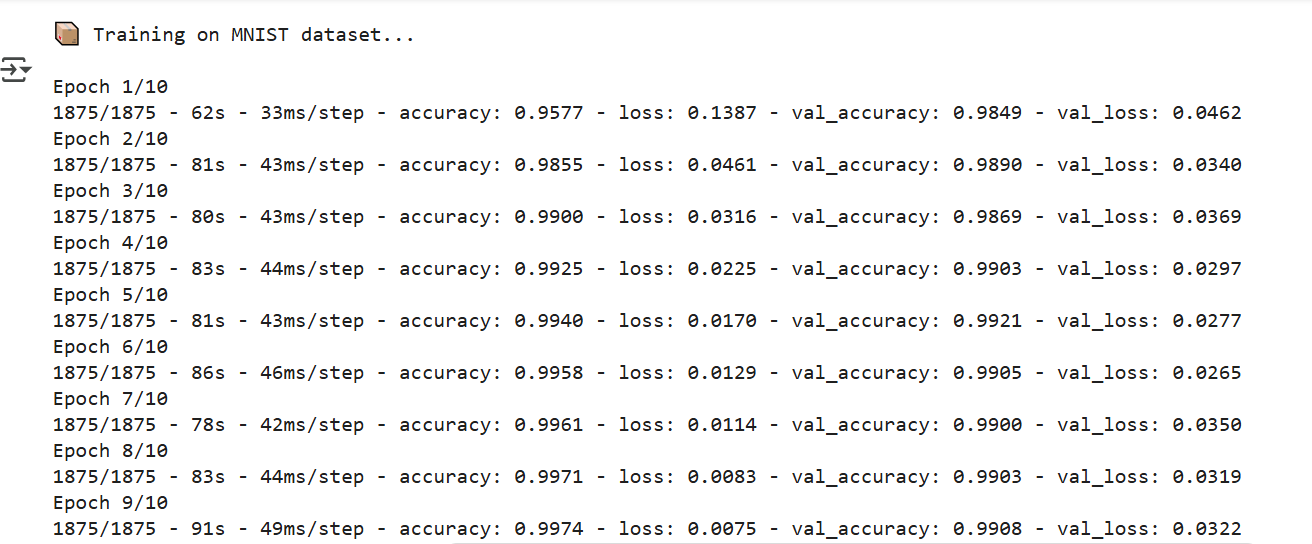 Training on MNIST dataset...
Epoch 1/10
1875/1875 - 62s - 33ms/step - accuracy: 0.9577 - loss: 0.1387 - val_accuracy: 0.9849 - val_loss: 0.0462
Epoch 2/10
1875/1875 - 81s - 43ms/step - accuracy: 0.9855 - loss: 0.0461 - val_accuracy: 0.9890 - val_loss: 0.0340
Epoch 3/10
1875/1875 - 80s - 43ms/step - accuracy: 0.9900 - loss: 0.0316 - val_accuracy: 0.9869 - val_loss: 0.0369
Epoch 4/10
1875/1875 - 83s - 44ms/step - accuracy: 0.9925 - loss: 0.0225 - val_accuracy: 0.9903 - val_loss: 0.0297
Epoch 5/10
1875/1875 - 81s - 43ms/step - accuracy: 0.9940 - loss: 0.0170 - val_accuracy: 0.9921 - val_loss: 0.0277
Epoch 6/10
1875/1875 - 86s - 46ms/step - accuracy: 0.9958 - loss: 0.0129 - val_accuracy: 0.9905 - val_loss: 0.0265
Epoch 7/10
1875/1875 - 78s - 42ms/step - accuracy: 0.9961 - loss: 0.0114 - val_accuracy: 0.9900 - val_loss: 0.0350
Epoch 8/10
1875/1875 - 83s - 44ms/step - accuracy: 0.9971 - loss: 0.0083 - val_accuracy: 0.9903 - val_loss: 0.0319
Epoch 9/10
1875/1875 - 91s - 49ms/step - accuracy: 0.9974 - loss: 0.0075 - val_accuracy: 0.9908 - val_loss: 0.0322